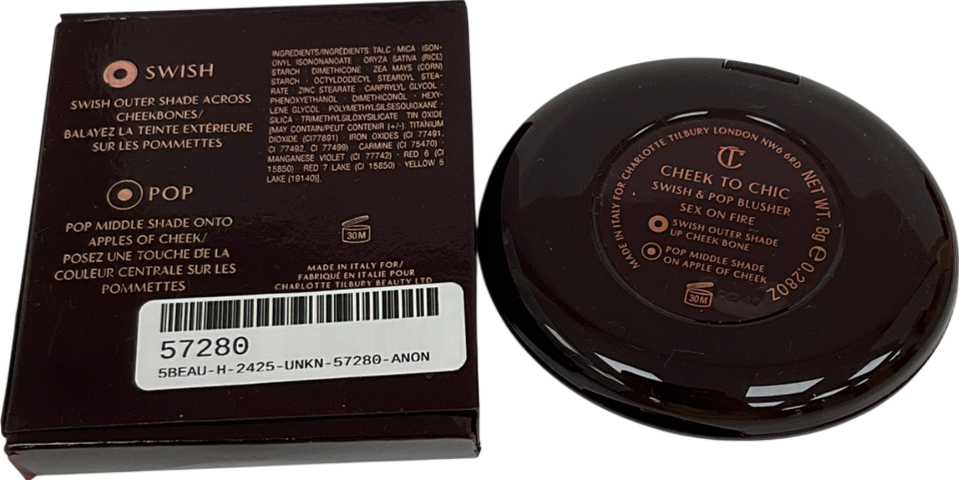 SWISH
SWISH OUTER SHADE ACROSS
CHEEKBONES/
BALAYEZ LA TEINTE EXTÉRIEURE
SUR LES POMMETTES
POP
POP MIDDLE SHADE ONTO
APPLES OF CHEEK/
POSEZ UNE TOUCHE DE LA
COULEUR CENTRALE SUR LES
POMMETTES
INGREDIENTS/INGRÉDIENTS: TALC · MICA · ISON-
ONYL ISONONANOATE · ORYZA SATIVA (RICE)
STARCH · DIMETHICONE · ZEA MAYS (CORN)
STARCH · OCTYLDODECYL STEAROYL STEA-
RATE · ZINC STEARATE · CAPRYLYL GLYCOL ·
PHENOXYETHANOL · DIMETHICONOL · HEXY-
LENE GLYCOL · POLYMETHYLSILSESQUIOXANE ·
SILICA · TRIMETHYLSILOXYSILICATE · TIN OXIDE
[MAY CONTAIN/PEUT CONTENIR (+/-): TITANIUM
DIOXIDE (CI77891) · IRON OXIDES (CI 77491,
CI 77492, CI 77499) · CARMINE (CI 75470) ·
MANGANESE VIOLET (CI 77742) · RED 6 (CI
15850) · RED 7 LAKE (CI 15850) · YELLOW 5
LAKE (19140)].
30M
MADE IN ITALY FOR/
FABRIQUÉ EN ITALIE POUR
CHARLOTTE TILBURY BEAUTY LTD
57280
5BEAU-H-2425-UNKN-57280-ANON
MADE IN ITALY FOR CHARLOTTE TILBURY LONDON NW6 6RD NET WT. 8g e 0.28OZ
CT
CHEEK TO CHIC
SWISH & POP BLUSHER
SEX ON FIRE
SWISH OUTER SHADE
UP CHEEK BONE
POP MIDDLE SHADE
ON APPLE OF CHEEK
30M